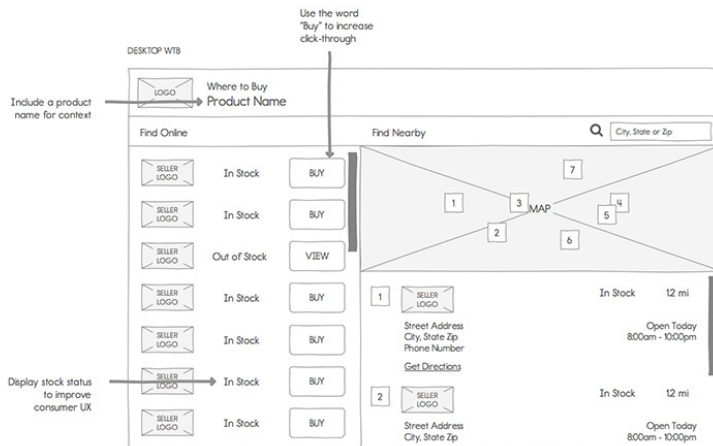 Use the word
"Buy" to increase
click-through
DESKTOP WTB
LOGO
Where to Buy
Product Name
Include a product
name for context
Find Online
Find Nearby
City, State or Zip
SELLER
LOGO
In Stock
BUY
SELLER
LOGO
In Stock
BUY
SELLER
LOGO
Out of Stock
VIEW
SELLER
LOGO
In Stock
BUY
SELLER
LOGO
In Stock
BUY
Display stock status
to improve
consumer UX
SELLER
LOGO
In Stock
BUY
SELLER
LOGO
In Stock
BUY
7
1
3
MAP
4
5
2
6
1
SELLER
LOGO
In Stock
12 mi
Street Address
City, State Zip
Phone Number
Open Today
8:00am - 10:00pm
Get Directions
2
SELLER
LOGO
In Stock
12 mi
Street Address
City, State Zip
Open Today
8:00am - 10:00pm